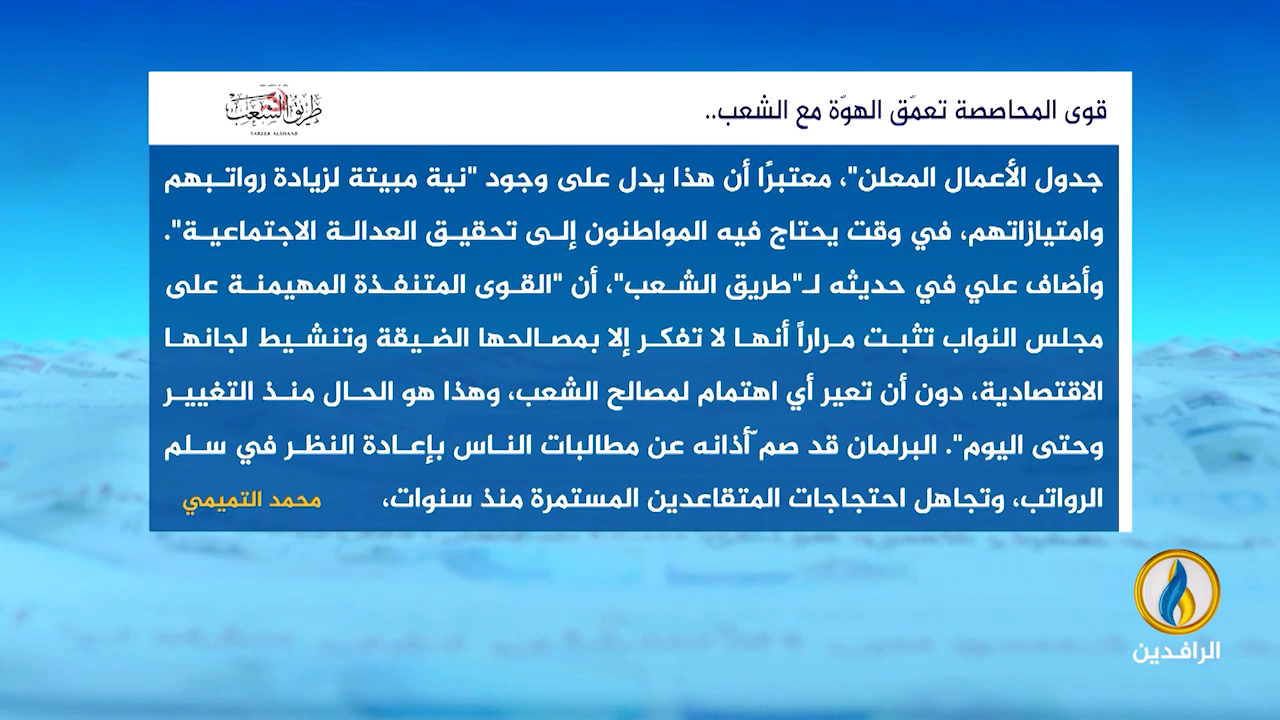 قوى المحاصصة تعمّق الهوّة مع الشعب..
طريق الشعب
TAREEK ALSHAAB
جدول الأعمال المعلن"، معتبرًا أن هذا يدل على وجود "نية مبيتة لزيادة رواتبهم
وامتيازاتهم، في وقت يحتاج فيه المواطنون إلى تحقيق العدالة الاجتماعية".
وأضاف علي في حديثه لـ"طريق الشعب"، أن "القوى المتنفذة المهيمنة على
مجلس النواب تثبت مراراً أنها لا تفكر إلا بمصالحها الضيقة وتنشيط لجانها
الاقتصادية، دون أن تعير أي اهتمام لمصالح الشعب، وهذا هو الحال منذ التغيير
وحتى اليوم". البرلمان قد صم ّأذانه عن مطالبات الناس بإعادة النظر في سلم
الرواتب، وتجاهل احتجاجات المتقاعدين المستمرة منذ سنوات،
محمد التميمي
الرافدين